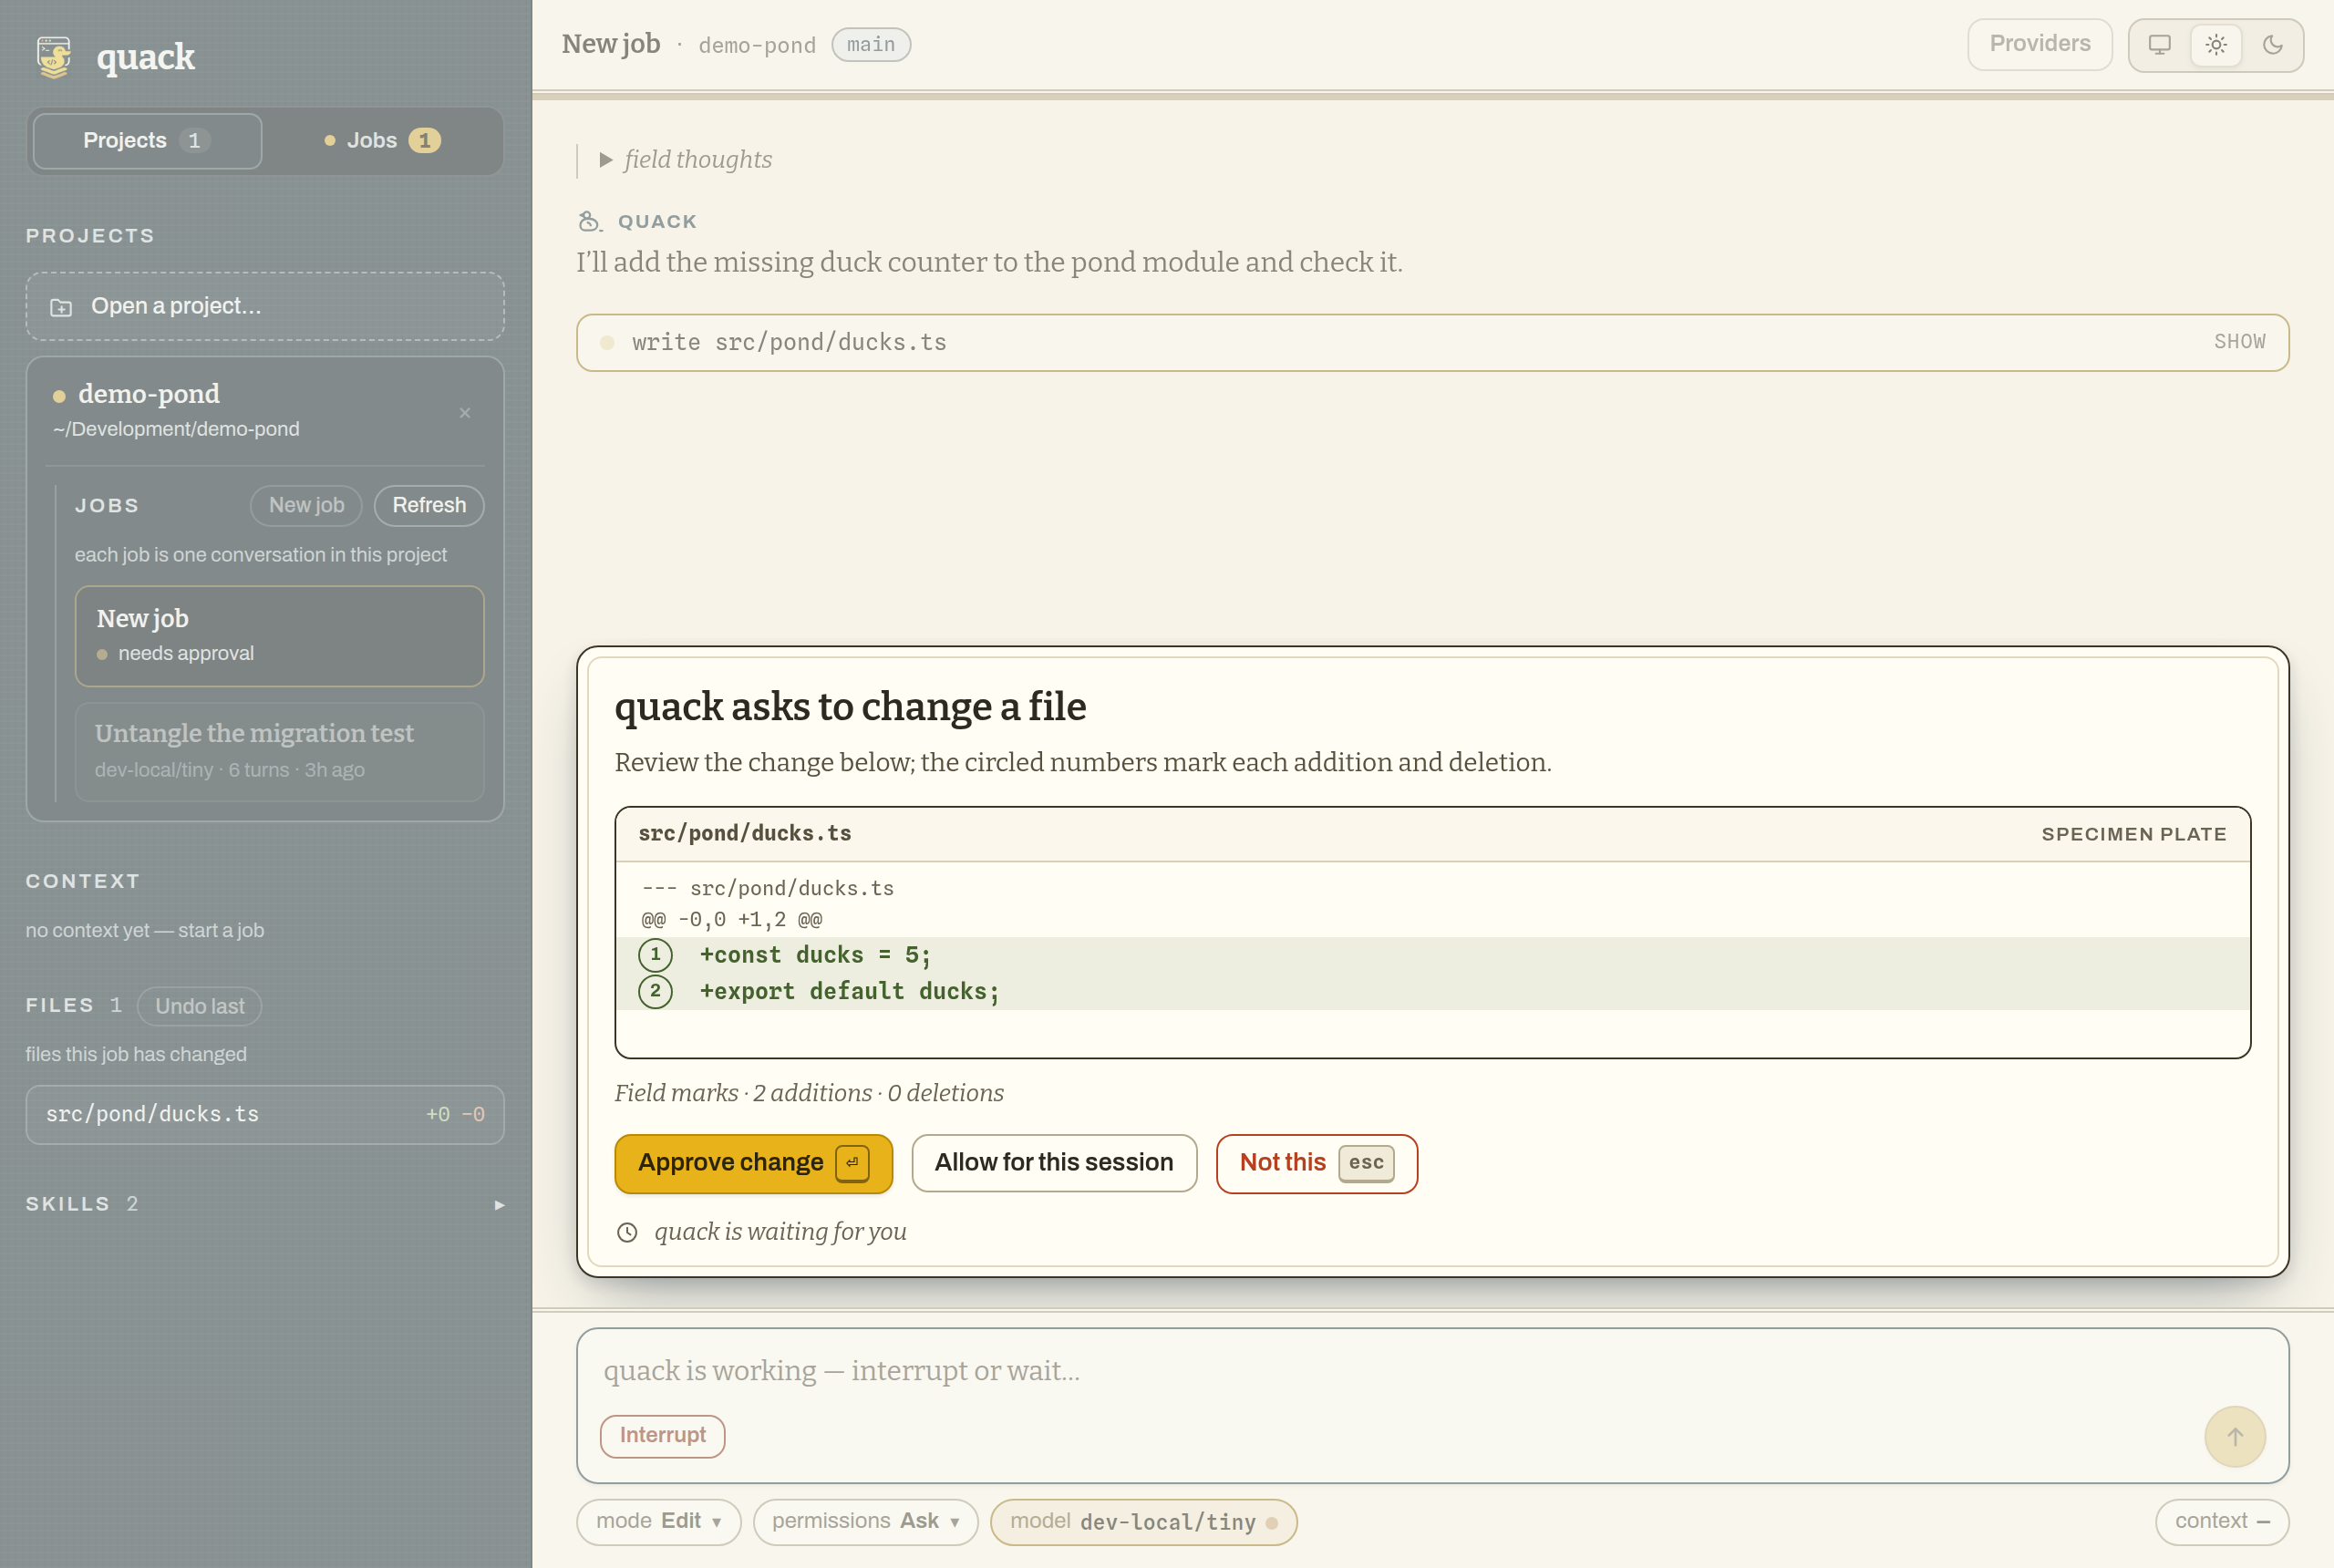 quack
Projects 1
Jobs 1
PROJECTS
Open a project…
demo-pond
~/Development/demo-pond
×
JOBS
New job
Refresh
each job is one conversation in this project
New job
needs approval
Untangle the migration test
dev-local/tiny · 6 turns · 3h ago
CONTEXT
no context yet — start a job
FILES 1 Undo last
files this job has changed
src/pond/ducks.ts +0 −0
SKILLS 2
New job · demo-pond main
Providers
field thoughts
QUACK
I’ll add the missing duck counter to the pond module and check it.
write src/pond/ducks.ts SHOW
quack asks to change a file
Review the change below; the circled numbers mark each addition and deletion.
src/pond/ducks.ts SPECIMEN PLATE
--- src/pond/ducks.ts
@@ -0,0 +1,2 @@
1 +const ducks = 5;
2 +export default ducks;
Field marks · 2 additions · 0 deletions
Approve change ⏎
Allow for this session
Not this esc
quack is waiting for you
quack is working — interrupt or wait…
Interrupt
mode Edit ▾
permissions Ask ▾
model dev-local/tiny
context —